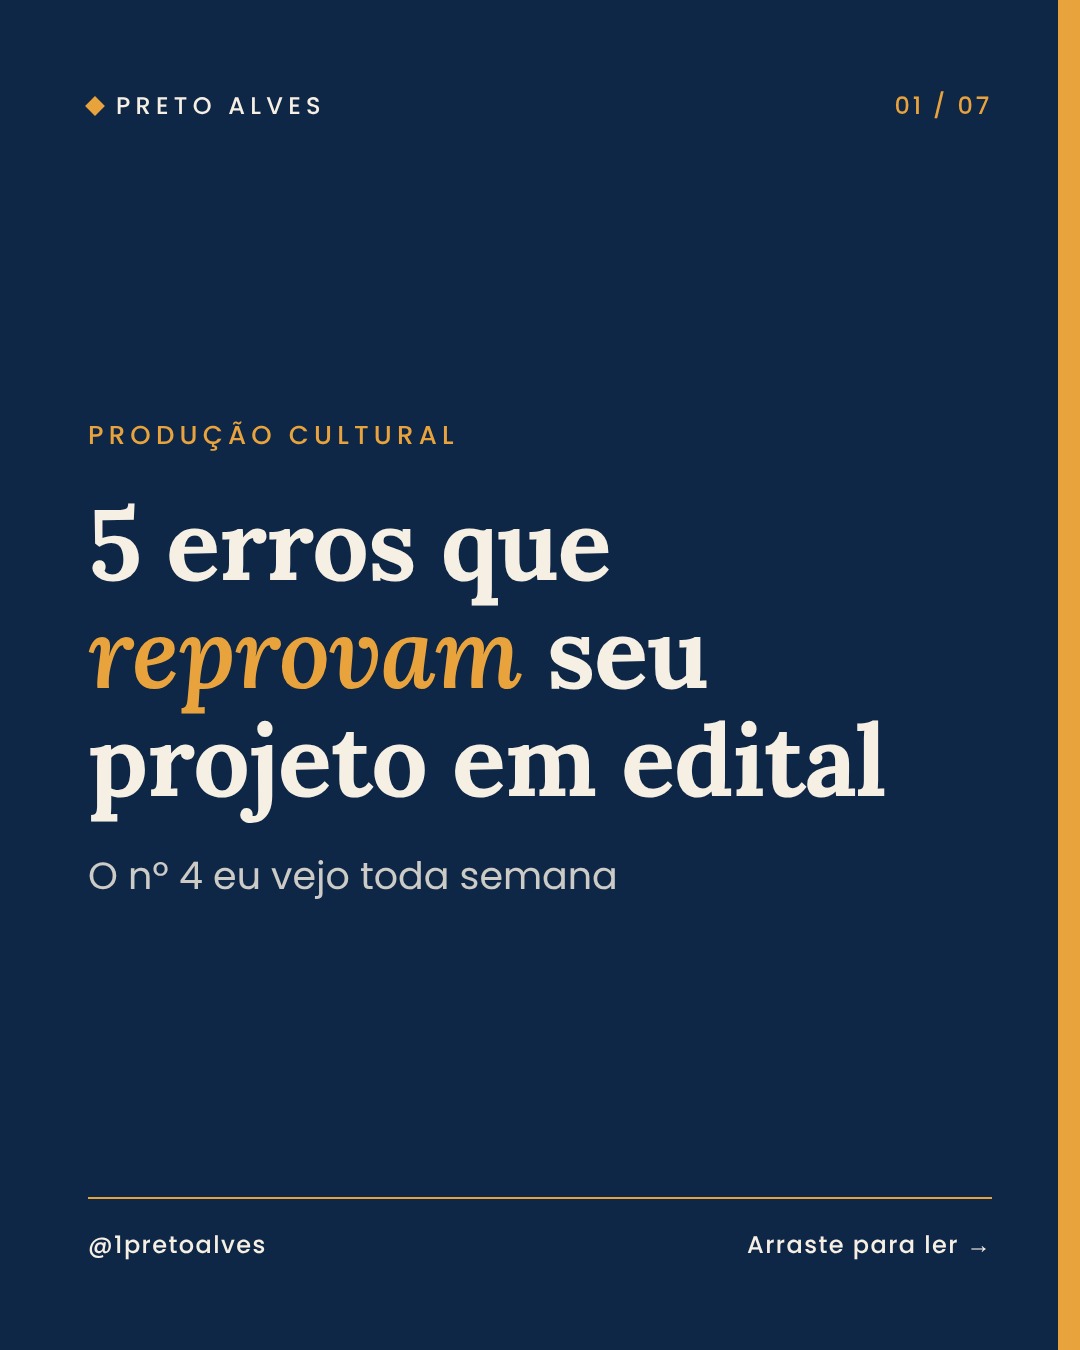 PRETO ALVES
01 / 07
PRODUÇÃO CULTURAL
5 erros que
reprovam seu
projeto em edital
O nº 4 eu vejo toda semana
@1pretoalves
Arraste para ler →